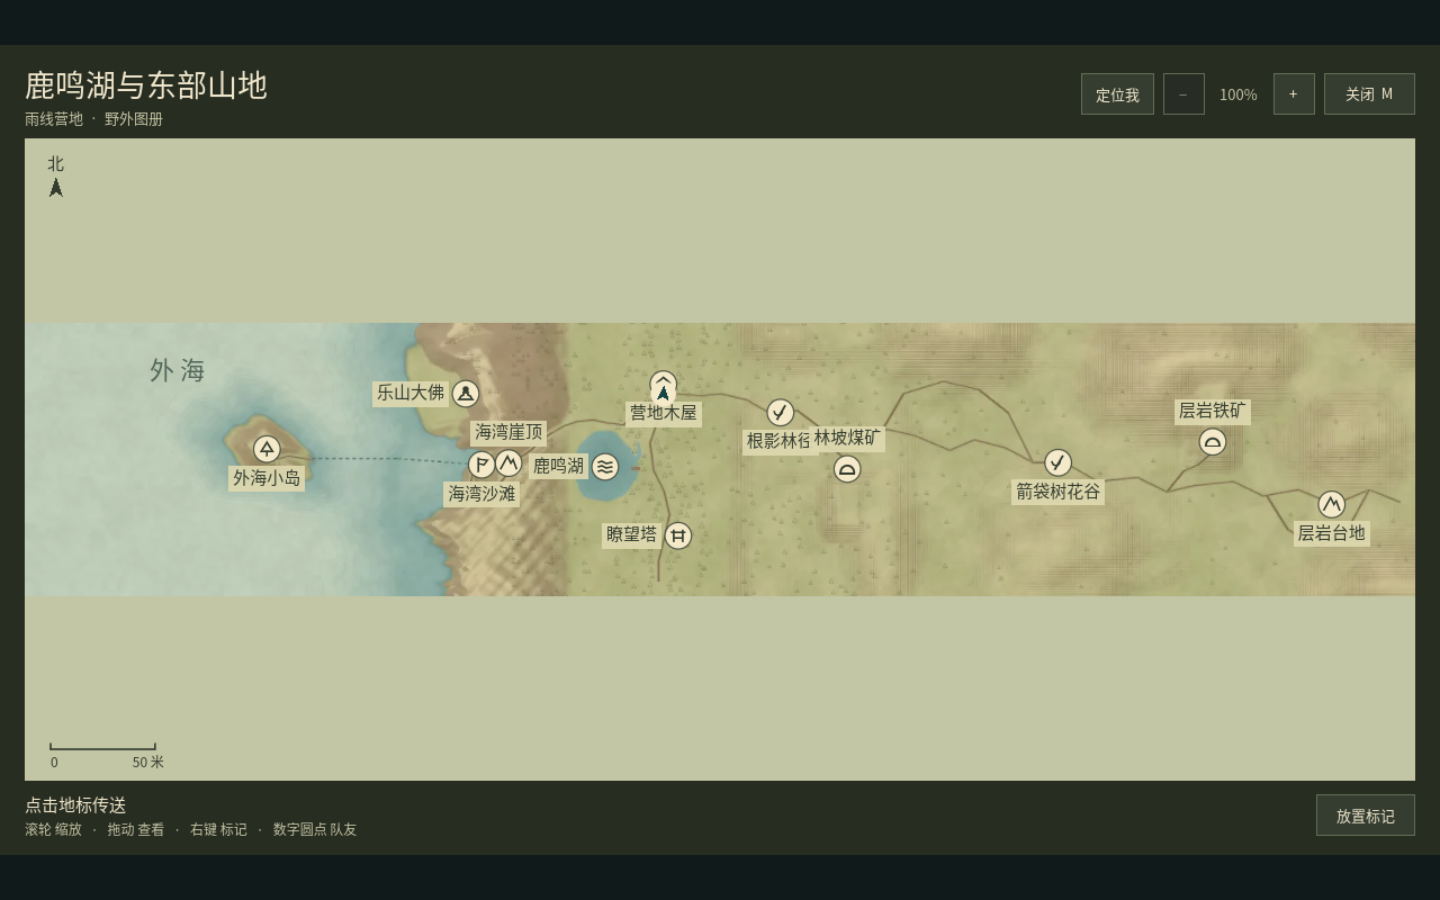 鹿鸣湖与东部山地
雨线营地 · 野外图册
定位我
−
100%
+
关闭 M
北
外海
乐山大佛
营地木屋
层岩铁矿
海湾崖顶
根影林径
林坡煤矿
鹿鸣湖
外海小岛
海湾沙滩
箭袋树花谷
瞭望塔
层岩台地
0 50 米
点击地标传送
滚轮 缩放 · 拖动 查看 · 右键 标记 · 数字圆点 队友
放置标记